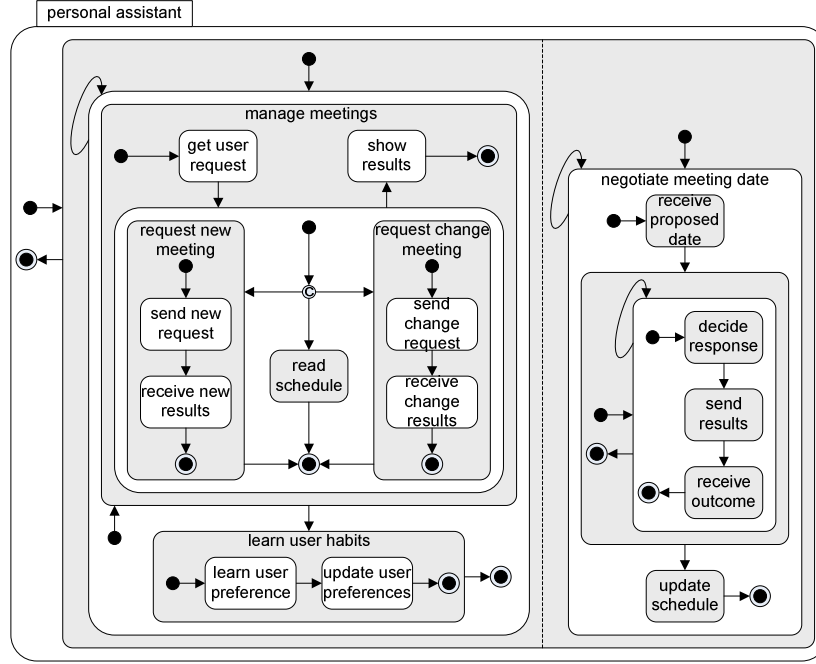 personal assistant
manage meetings
get user
request
show
results
request new
meeting
send new
request
receive new
results
C
read
schedule
request change
meeting
send
change
request
receive
change
results
learn user habits
learn user
preference
update user
preferences
negotiate meeting date
receive
proposed
date
decide
response
send
results
receive
outcome
update
schedule